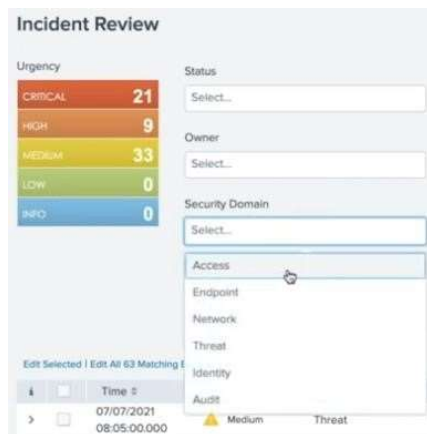 Incident Review
Urgency
CRITICAL 21
HIGH 9
MEDIUM 33
LOW 0
INFO 0
Status
Select...
Owner
Select...
Security Domain
Select...
Access
Endpoint
Network
Threat
Identity
Audit
Edit Selected | Edit All 63 Matching
i Time
07/07/2021
08:05:00.000
Medium Threat